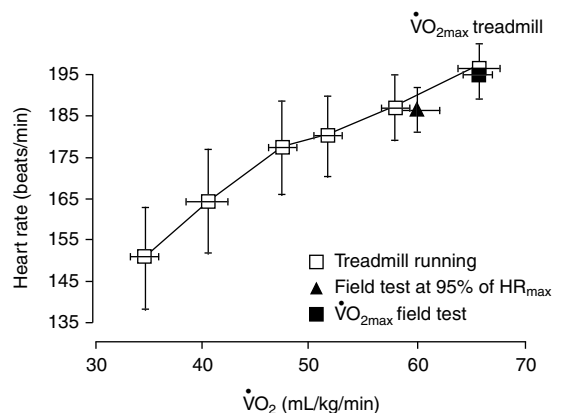 V̇O₂max treadmill
195
185
175
165
155
145
135
Heart rate (beats/min)
Treadmill running
Field test at 95% of HRmax
V̇O₂max field test
30 40 50 60 70
V̇O₂ (mL/kg/min)